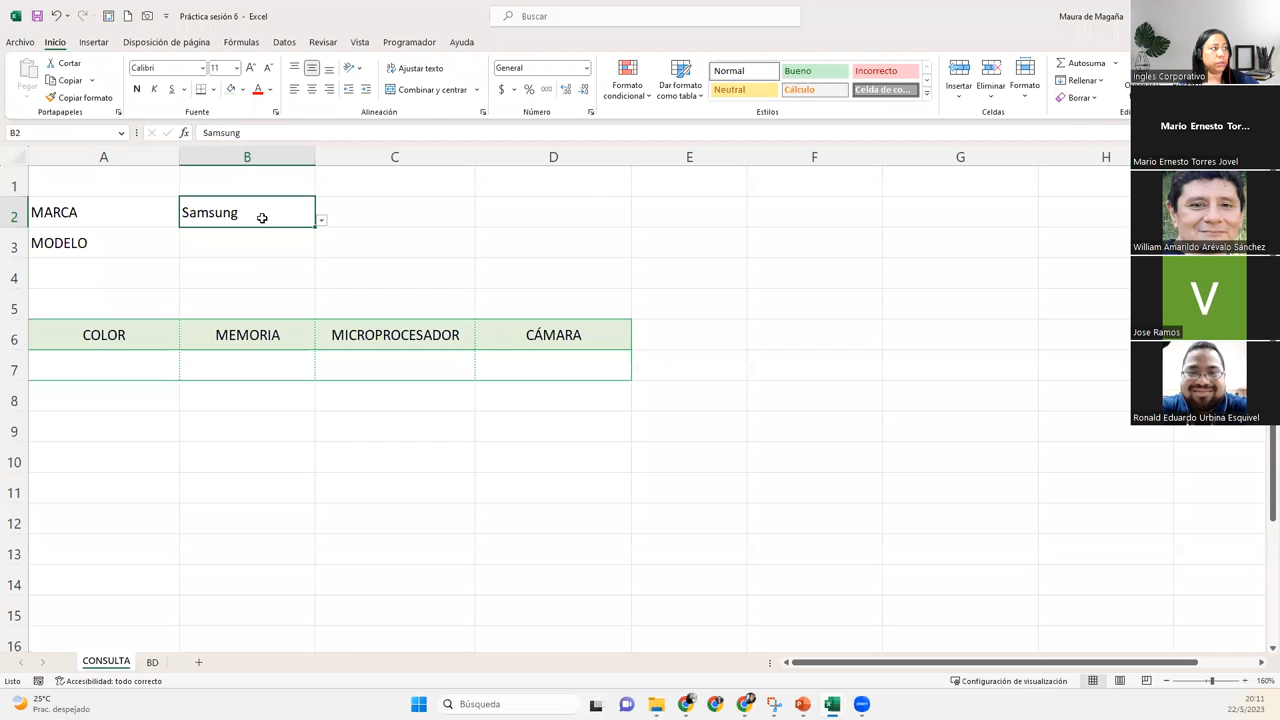 Práctica sesión 6 - Excel
Buscar
Maura de Magaña
Archivo Inicio Insertar Disposición de página Fórmulas Datos Revisar Vista Programador Ayuda
Pegar
Cortar
Copiar
Copiar formato
Portapapeles
Calibri 11
N K S
Fuente
Ajustar texto
Combinar y centrar
Alineación
General
$ % 000
Número
Formato condicional
Dar formato como tabla
Normal Bueno Incorrecto
Neutral Cálculo Celda de co...
Estilos
Insertar Eliminar Formato
Celdas
Autosuma
Rellenar
Borrar
B2
fx
Samsung
A B C D E F G H
1
2 MARCA Samsung
3 MODELO
4
5
6 COLOR MEMORIA MICROPROCESADOR CÁMARA
7
8
9
10
11
12
13
14
15
16
Ingles Corporativo
Mario Ernesto Tor...
Mario Ernesto Torres Jovel
William Amarildo Arévalo Sánchez
V
Jose Ramos
Ronald Eduardo Urbina Esquivel
CONSULTA BD
Listo
Accesibilidad: todo correcto
Configuración de visualización
160%
25°C
Prac. despejado
Búsqueda
zoom
20:11
22/5/2023